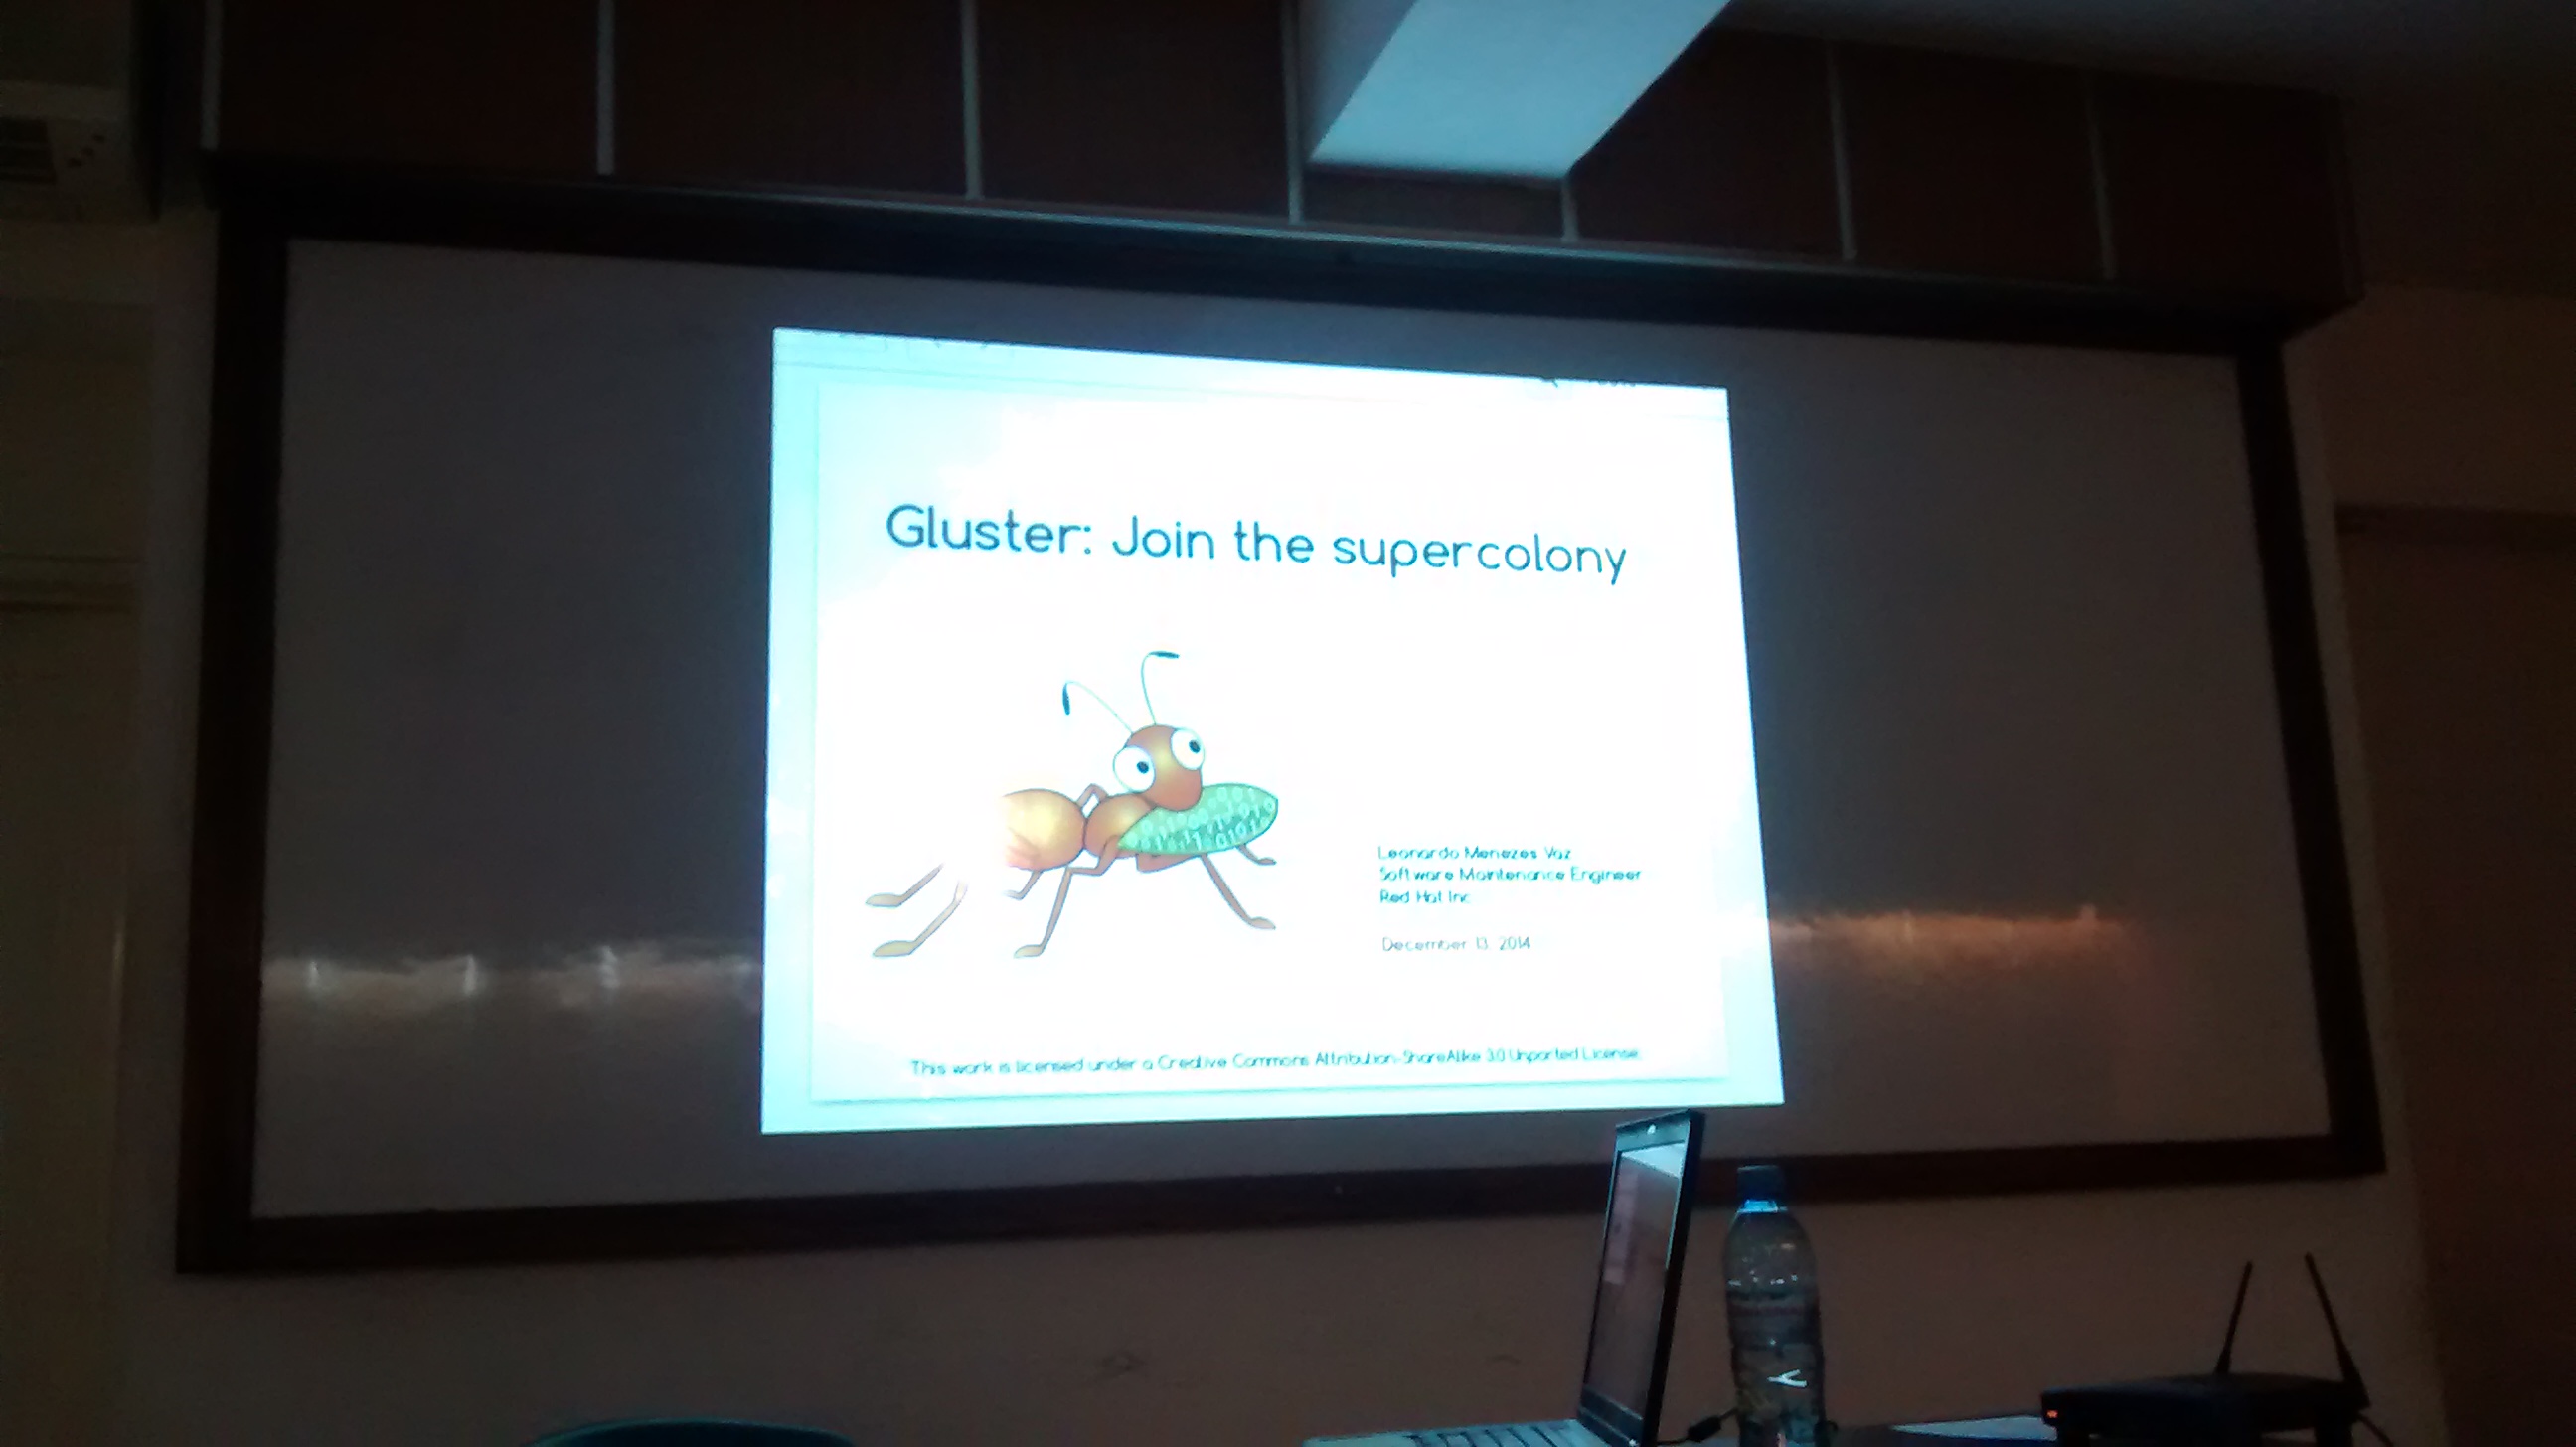 Gluster: Join the supercolony
Leonardo Menezes Vaz
Software Maintenance Engineer
Red Hat Inc
December 13, 2014
This work is licensed under a Creative Commons Attribution-ShareAlike 3.0 Unported License.